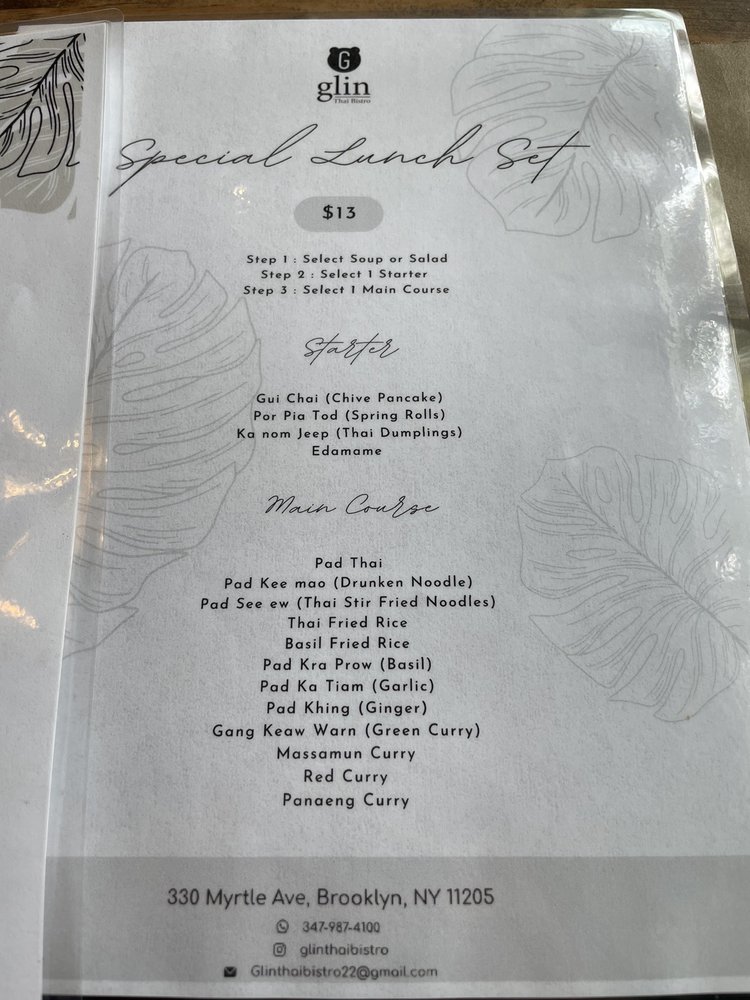 G
glin
Thai Bistro
Special Lunch Set
$13
Step 1 : Select Soup or Salad
Step 2 : Select 1 Starter
Step 3 : Select 1 Main Course
Starter
Gui Chai (Chive Pancake)
Por Pia Tod (Spring Rolls)
Ka nom Jeep (Thai Dumplings)
Edamame
Main Course
Pad Thai
Pad Kee mao (Drunken Noodle)
Pad See ew (Thai Stir Fried Noodles)
Thai Fried Rice
Basil Fried Rice
Pad Kra Prow (Basil)
Pad Ka Tiam (Garlic)
Pad Khing (Ginger)
Gang Keaw Warn (Green Curry)
Massamun Curry
Red Curry
Panaeng Curry
330 Myrtle Ave, Brooklyn, NY 11205
347-987-4100
glinthaibistro
Glinthaibistro22@gmail.com